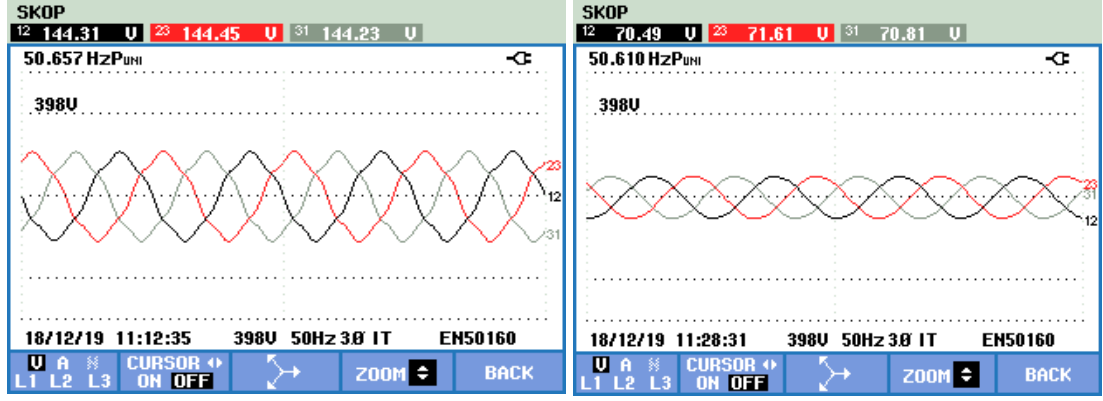 SKOP
12 144.31 V 23 144.45 V 31 144.23 V
50.657 HzPUNI
398V
23
12
31
18/12/19 11:12:35 398V 50Hz 3.Ø IT EN50160
V A
L1 L2 L3
CURSOR
ON OFF
ZOOM
BACK
SKOP
12 70.49 V 23 71.61 V 31 70.81 V
50.610 HzPUNI
398V
23
31
12
18/12/19 11:28:31 398V 50Hz 3.Ø IT EN50160
V A
L1 L2 L3
CURSOR
ON OFF
ZOOM
BACK